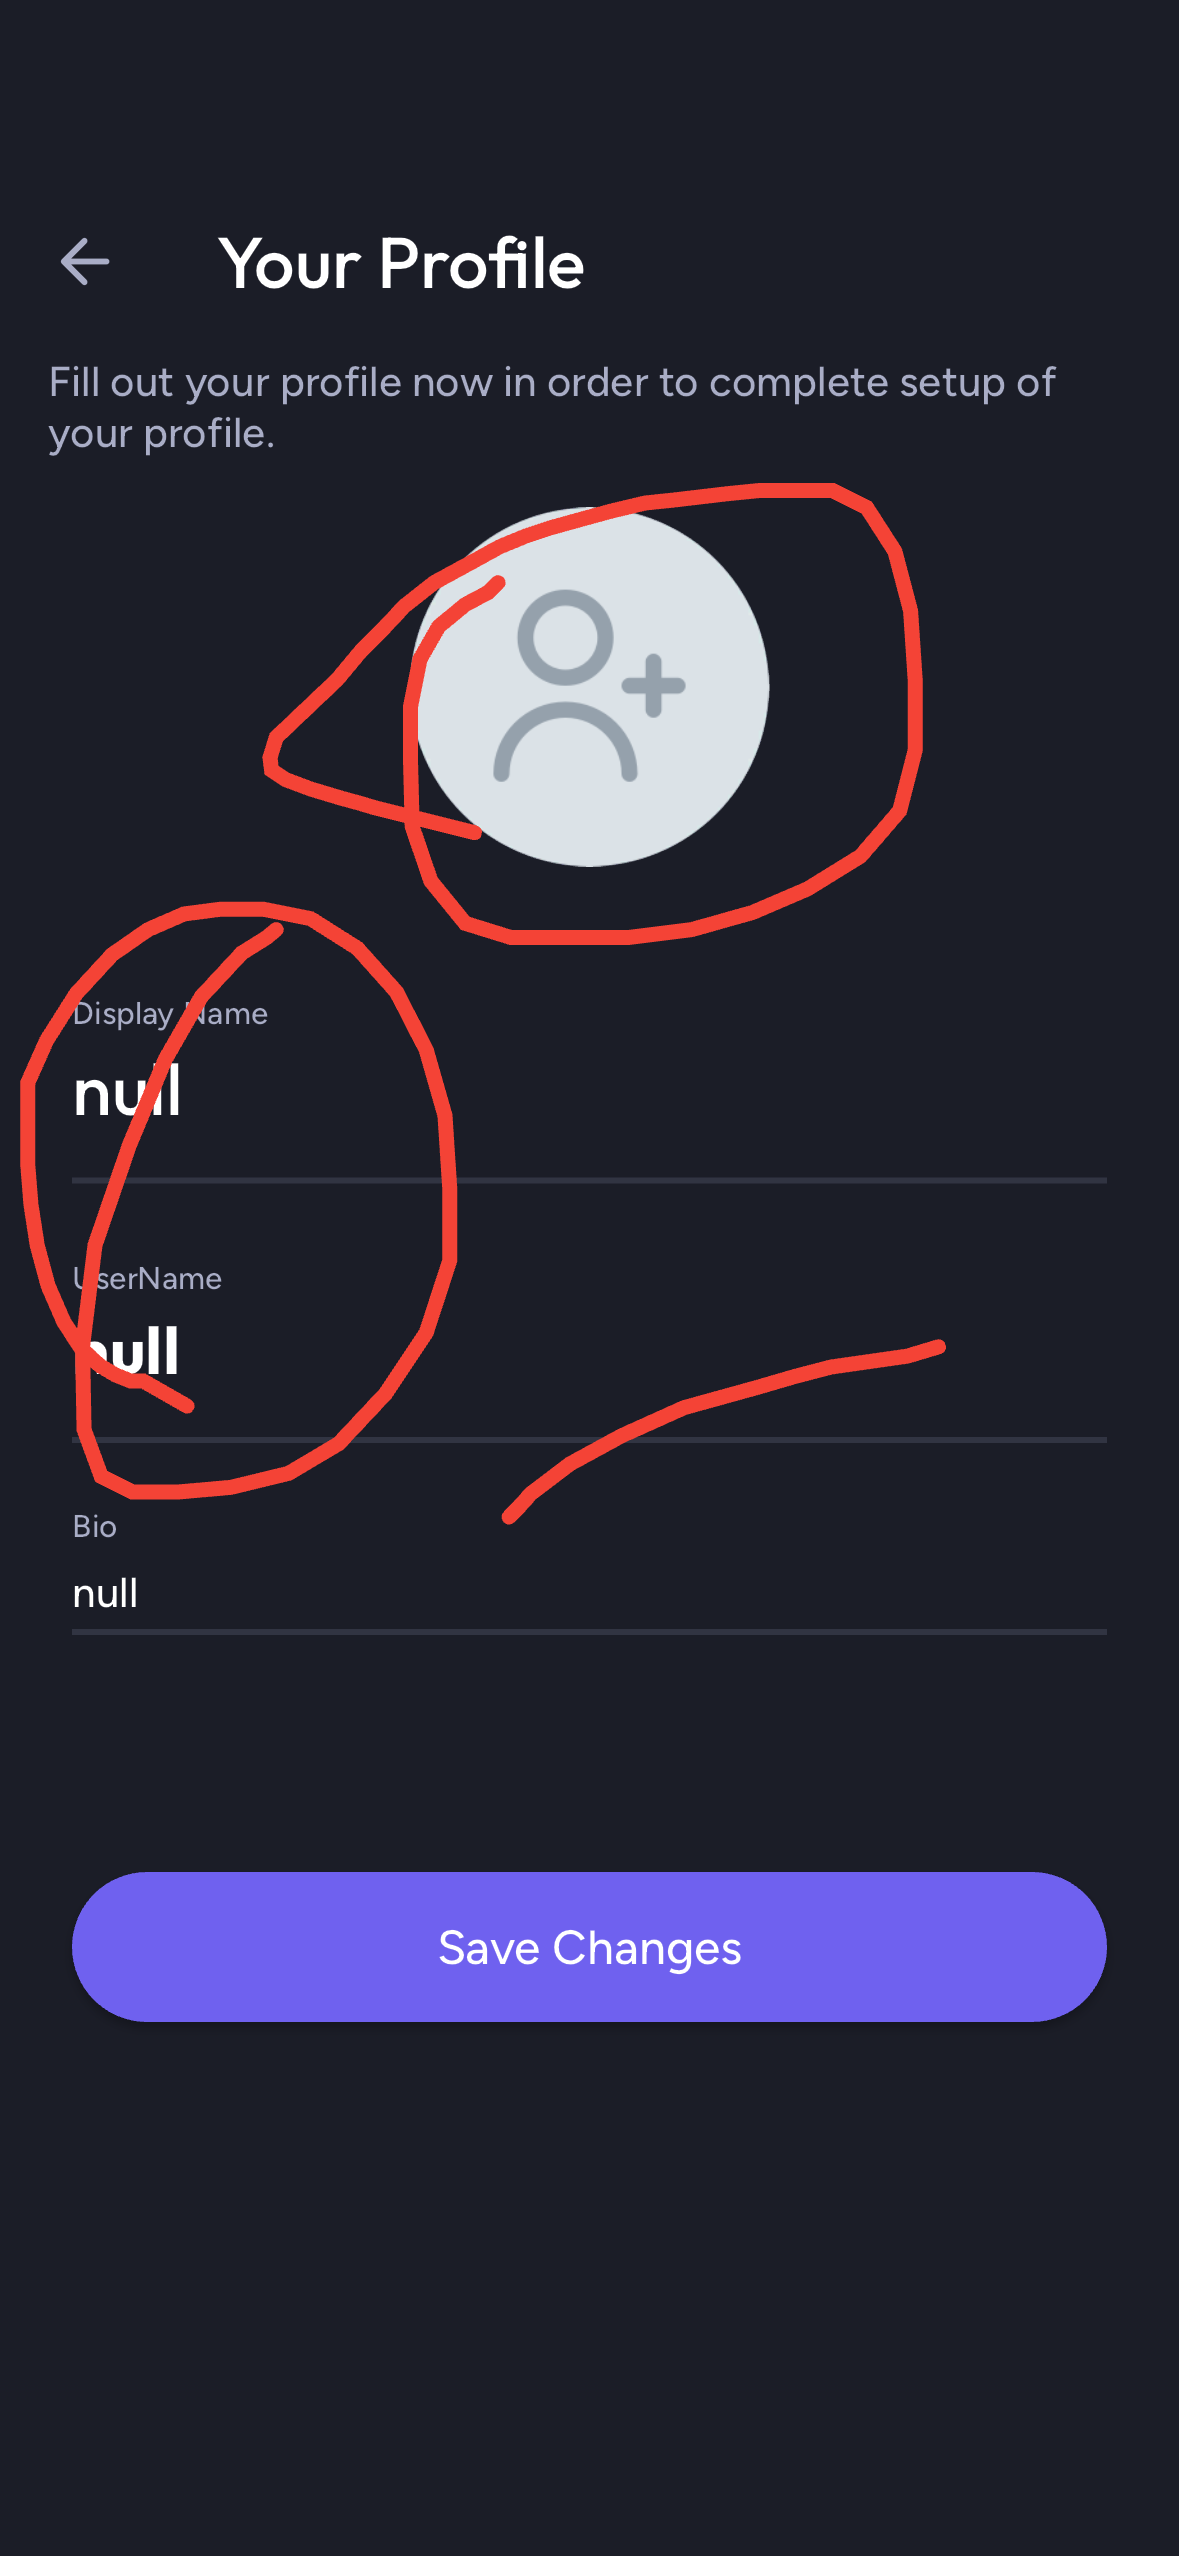 Your Profile
Fill out your profile now in order to complete setup of
your profile.
Display Name
null
UserName
null
Bio
null
Save Changes